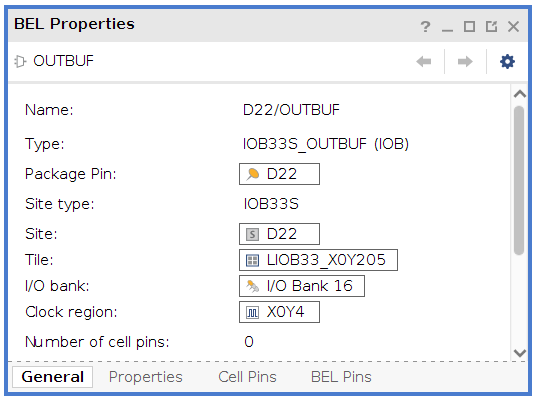 BEL Properties
OUTBUF
Name: D22/OUTBUF
Type: IOB33S_OUTBUF (IOB)
Package Pin: D22
Site type: IOB33S
Site: D22
Tile: LIOB33_X0Y205
I/O bank: I/O Bank 16
Clock region: X0Y4
Number of cell pins: 0
General Properties Cell Pins BEL Pins